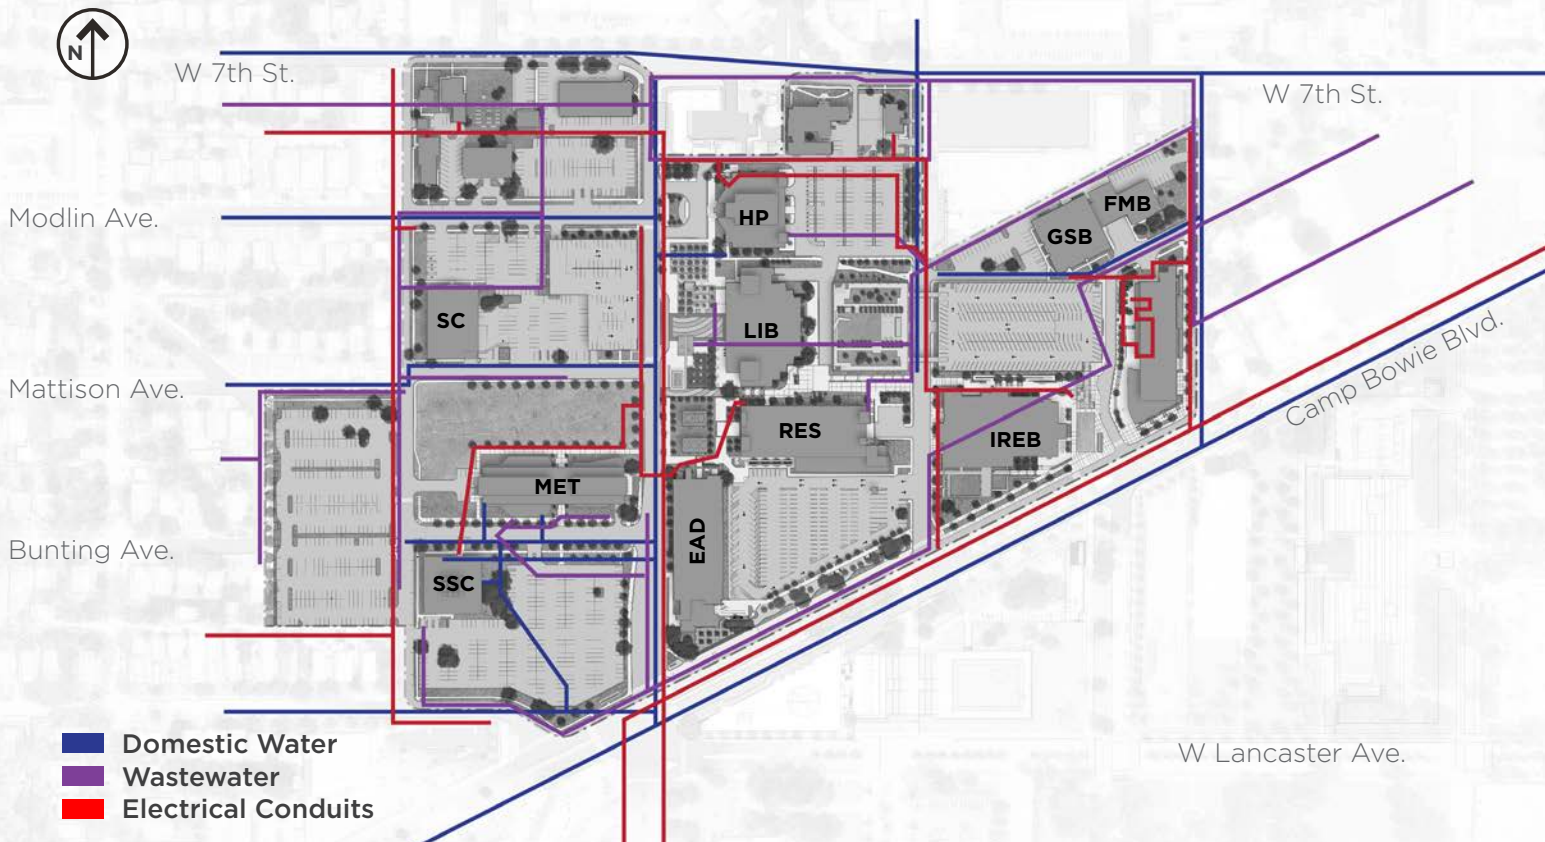 N
W 7th St.
W 7th St.
Modlin Ave.
HP
FMB
GSB
SC
LIB
Mattison Ave.
Camp Bowie Blvd.
RES
IREB
MET
EAD
Bunting Ave.
SSC
Domestic Water
Wastewater
Electrical Conduits
W Lancaster Ave.